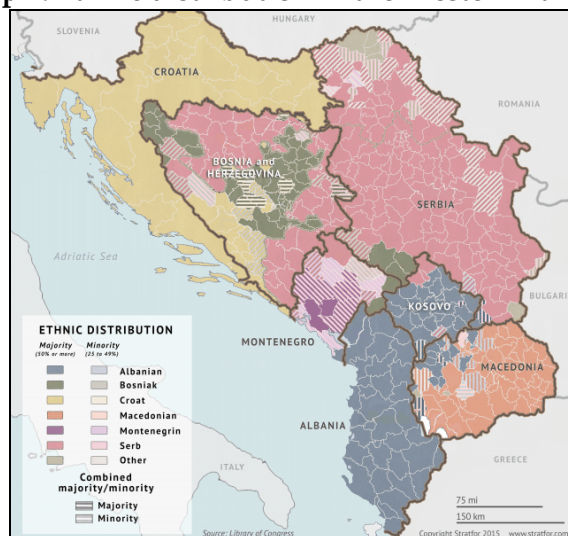 HUNGARY
SLOVENIA
CROATIA
ROMANIA
BOSNIA and
HERZEGOVINA
SERBIA
Adriatic Sea
BULGARI
KOSOVO
MONTENEGRO
MACEDONIA
ALBANIA
GREECE
ITALY
ETHNIC DISTRIBUTION
Majority Minority
(50% or more) (25 to 49%)
Albanian
Bosniak
Croat
Macedonian
Montenegrin
Serb
Other
Combined
majority/minority
Majority
Minority
75 mi
150 km
Source: Library of Congress
Copyright Stratfor 2015 www.stratfor.com